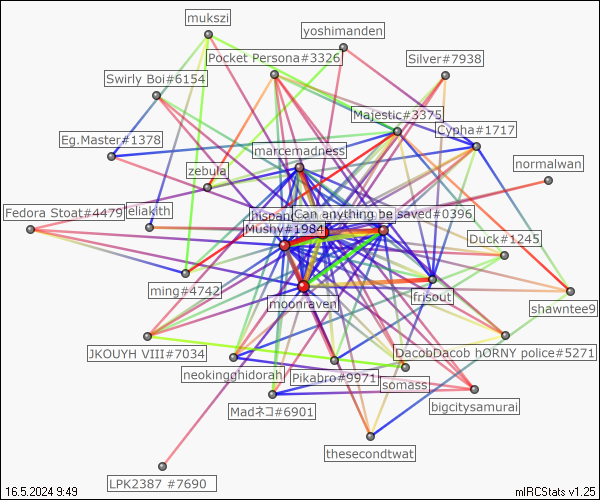 mukszi
yoshimanden
Pocket Persona#3326
Silver#7938
Swirly Boi#6154
Majestic#3375
Cypha#1717
Eg.Master#1378
marcemadness
normalwan
zebula
Fedora Stoat#4479
eliakith
hispan
Can anything be saved#0396
Mushy#1984
Duck#1245
ming#4742
moonraven
frisout
shawntee9
JKOUYH VIII#7034
DacobDacob hORNY police#5271
neokingghidorah
Pikabro#9971
somass
Madネコ#6901
bigcitysamurai
thesecondtwat
LPK2387 #7690
16.5.2024 9:49
mIRCStats v1.25